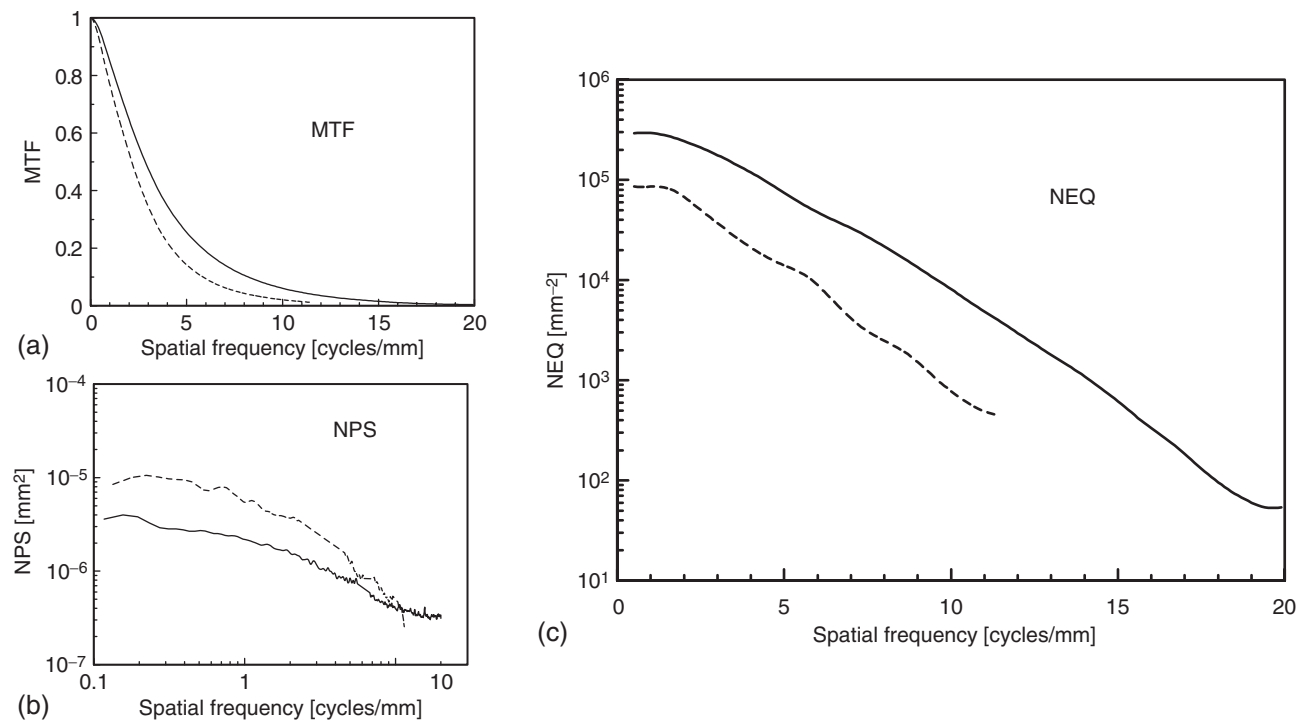 1
0.8
0.6
0.4
0.2
0
MTF
MTF
0 5 10 15 20
Spatial frequency [cycles/mm]
(a)
10–4
10–5
10–6
10–7
NPS [mm2]
NPS
0.1 1 10
Spatial frequency [cycles/mm]
(b)
106
105
104
103
102
101
NEQ [mm–2]
NEQ
0 5 10 15 20
Spatial frequency [cycles/mm]
(c)